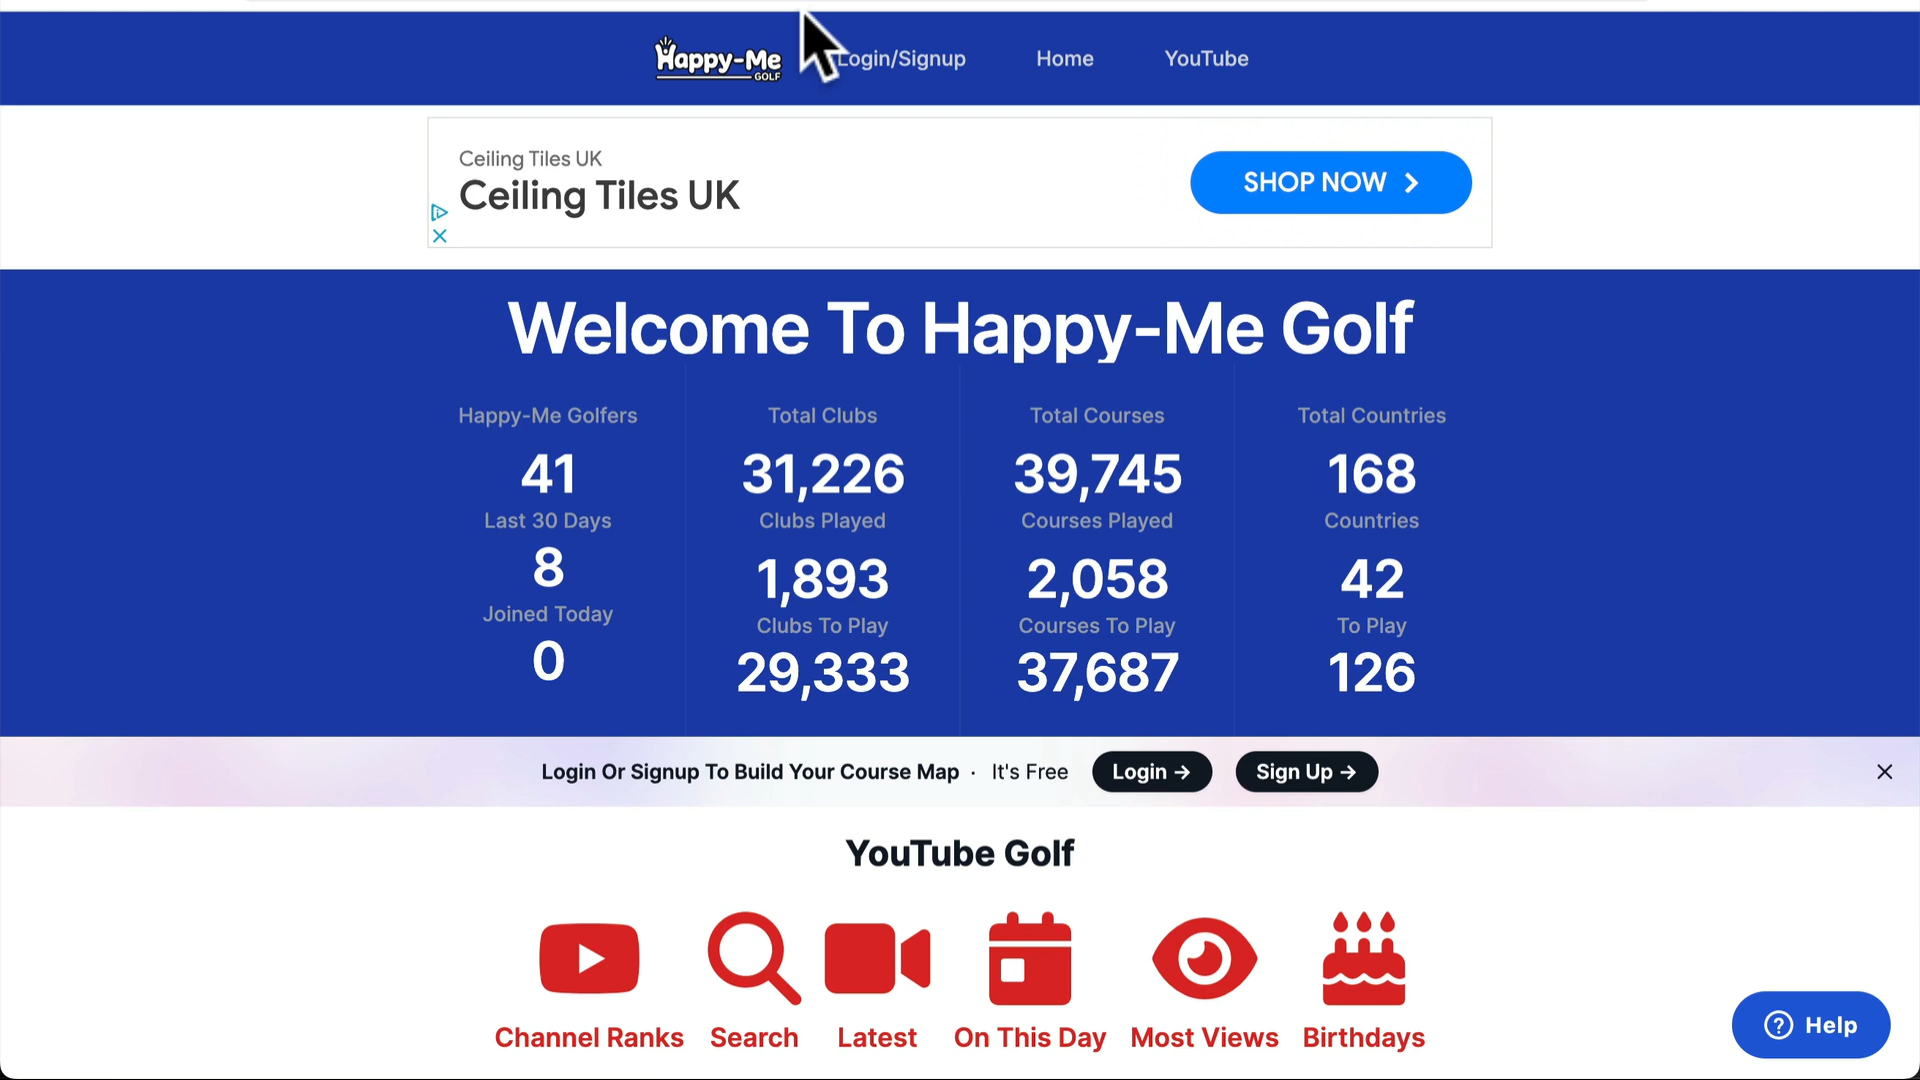 Happy-Me
GOLF
Login/Signup
Home
YouTube
Ceiling Tiles UK
Ceiling Tiles UK
SHOP NOW
Welcome To Happy-Me Golf
Happy-Me Golfers
Total Clubs
Total Courses
Total Countries
41
31,226
39,745
168
Last 30 Days
Clubs Played
Courses Played
Countries
8
1,893
2,058
42
Joined Today
Clubs To Play
Courses To Play
To Play
0
29,333
37,687
126
Login Or Signup To Build Your Course Map · It's Free
Login →
Sign Up →
YouTube Golf
Channel Ranks
Search
Latest
On This Day
Most Views
Birthdays
Help